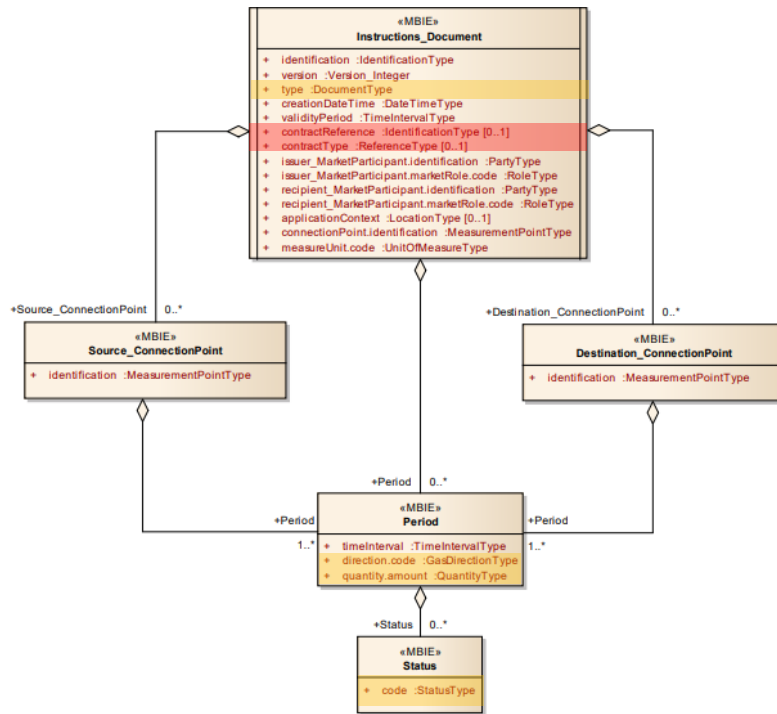 «MBIE»
Instructions_Document
+ identification :IdentificationType
+ version :Version_Integer
+ type :DocumentType
+ creationDateTime :DateTimeType
+ validityPeriod :TimeIntervalType
+ contractReference :IdentificationType [0..1]
+ contractType :ReferenceType [0..1]
+ issuer_MarketParticipant.identification :PartyType
+ issuer_MarketParticipant.marketRole.code :RoleType
+ recipient_MarketParticipant.identification :PartyType
+ recipient_MarketParticipant.marketRole.code :RoleType
+ applicationContext :LocationType [0..1]
+ connectionPoint.identification :MeasurementPointType
+ measureUnit.code :UnitOfMeasureType
+Source_ConnectionPoint 0..*
+Destination_ConnectionPoint 0..*
«MBIE»
Source_ConnectionPoint
+ identification :MeasurementPointType
«MBIE»
Destination_ConnectionPoint
+ identification :MeasurementPointType
+Period 0..*
+Period
1..*
«MBIE»
Period
+ timeInterval :TimeIntervalType
+ direction.code :GasDirectionType
+ quantity.amount :QuantityType
+Period
1..*
+Status 0..*
«MBIE»
Status
+ code :StatusType